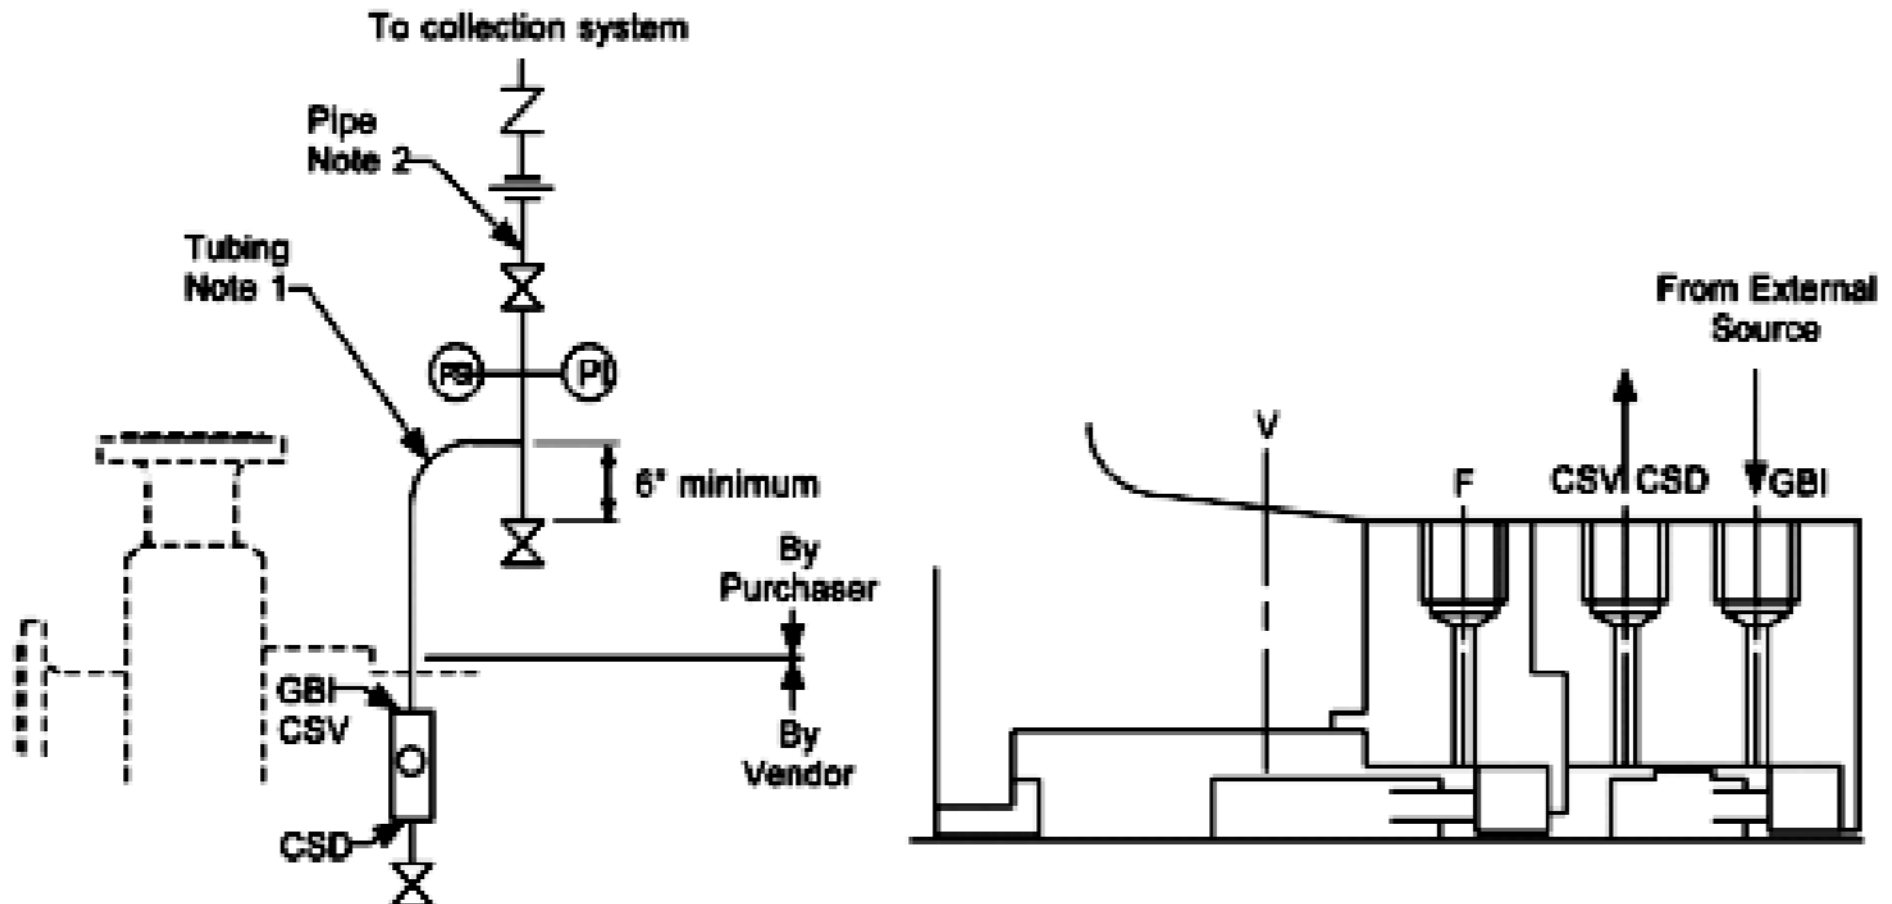 To collection system
Pipe
Note 2
Tubing
Note 1
PS
PI
6" minimum
By
Purchaser
By
Vendor
GBI
CSV
CSD
From External
Source
V
F
CSV
CSD
GBI